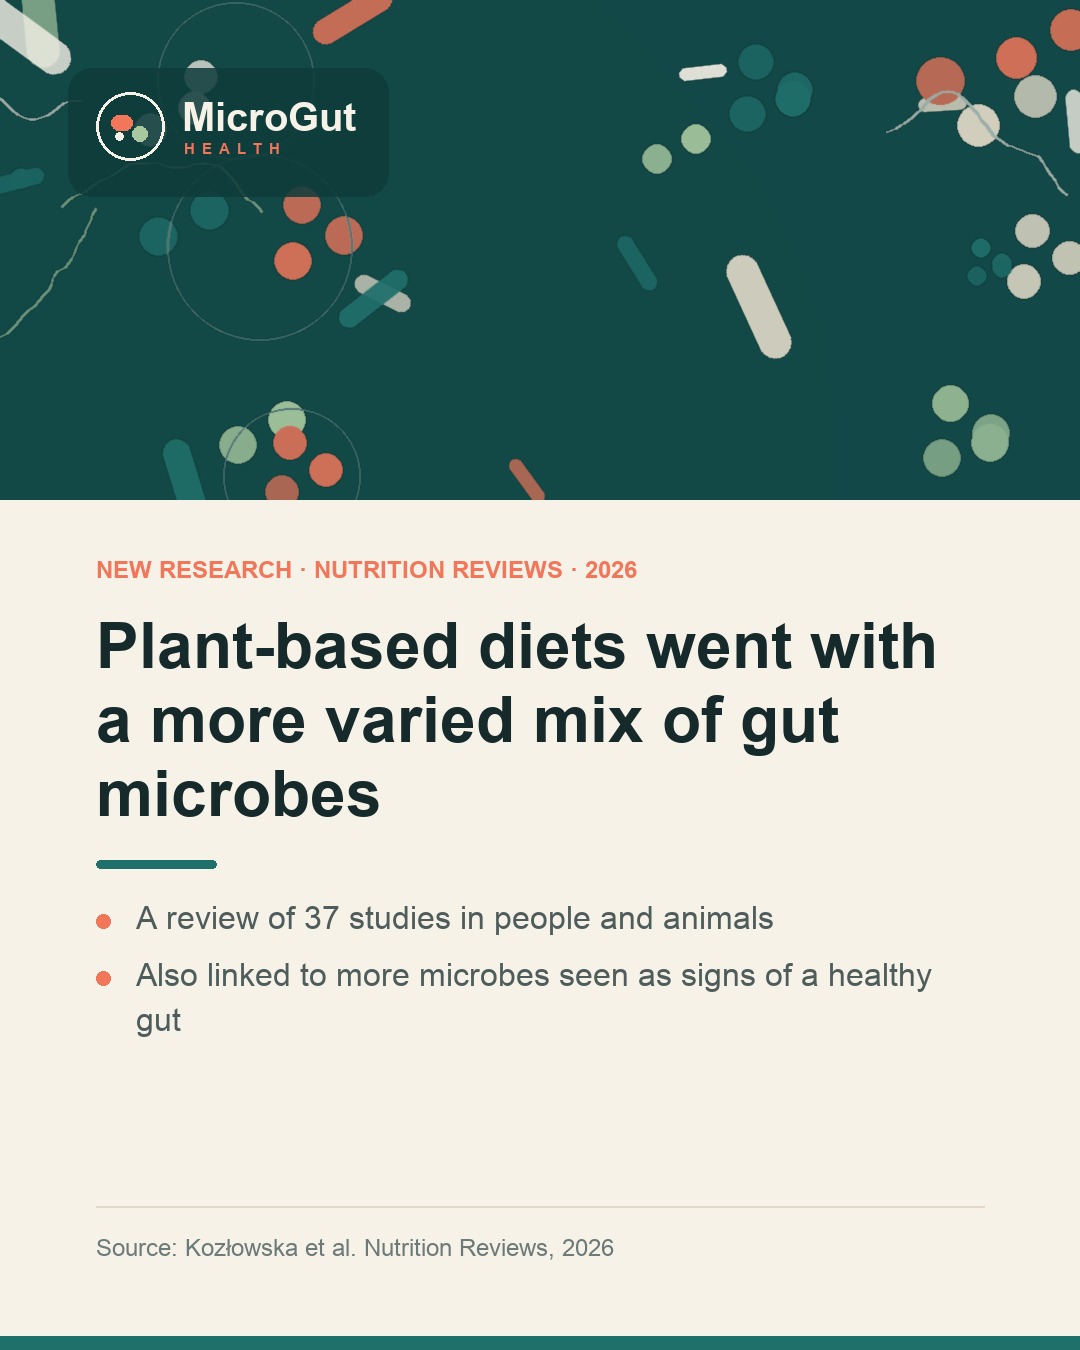 MicroGut
HEALTH
NEW RESEARCH · NUTRITION REVIEWS · 2026
Plant-based diets went with
a more varied mix of gut
microbes
A review of 37 studies in people and animals
Also linked to more microbes seen as signs of a healthy
gut
Source: Kozłowska et al. Nutrition Reviews, 2026